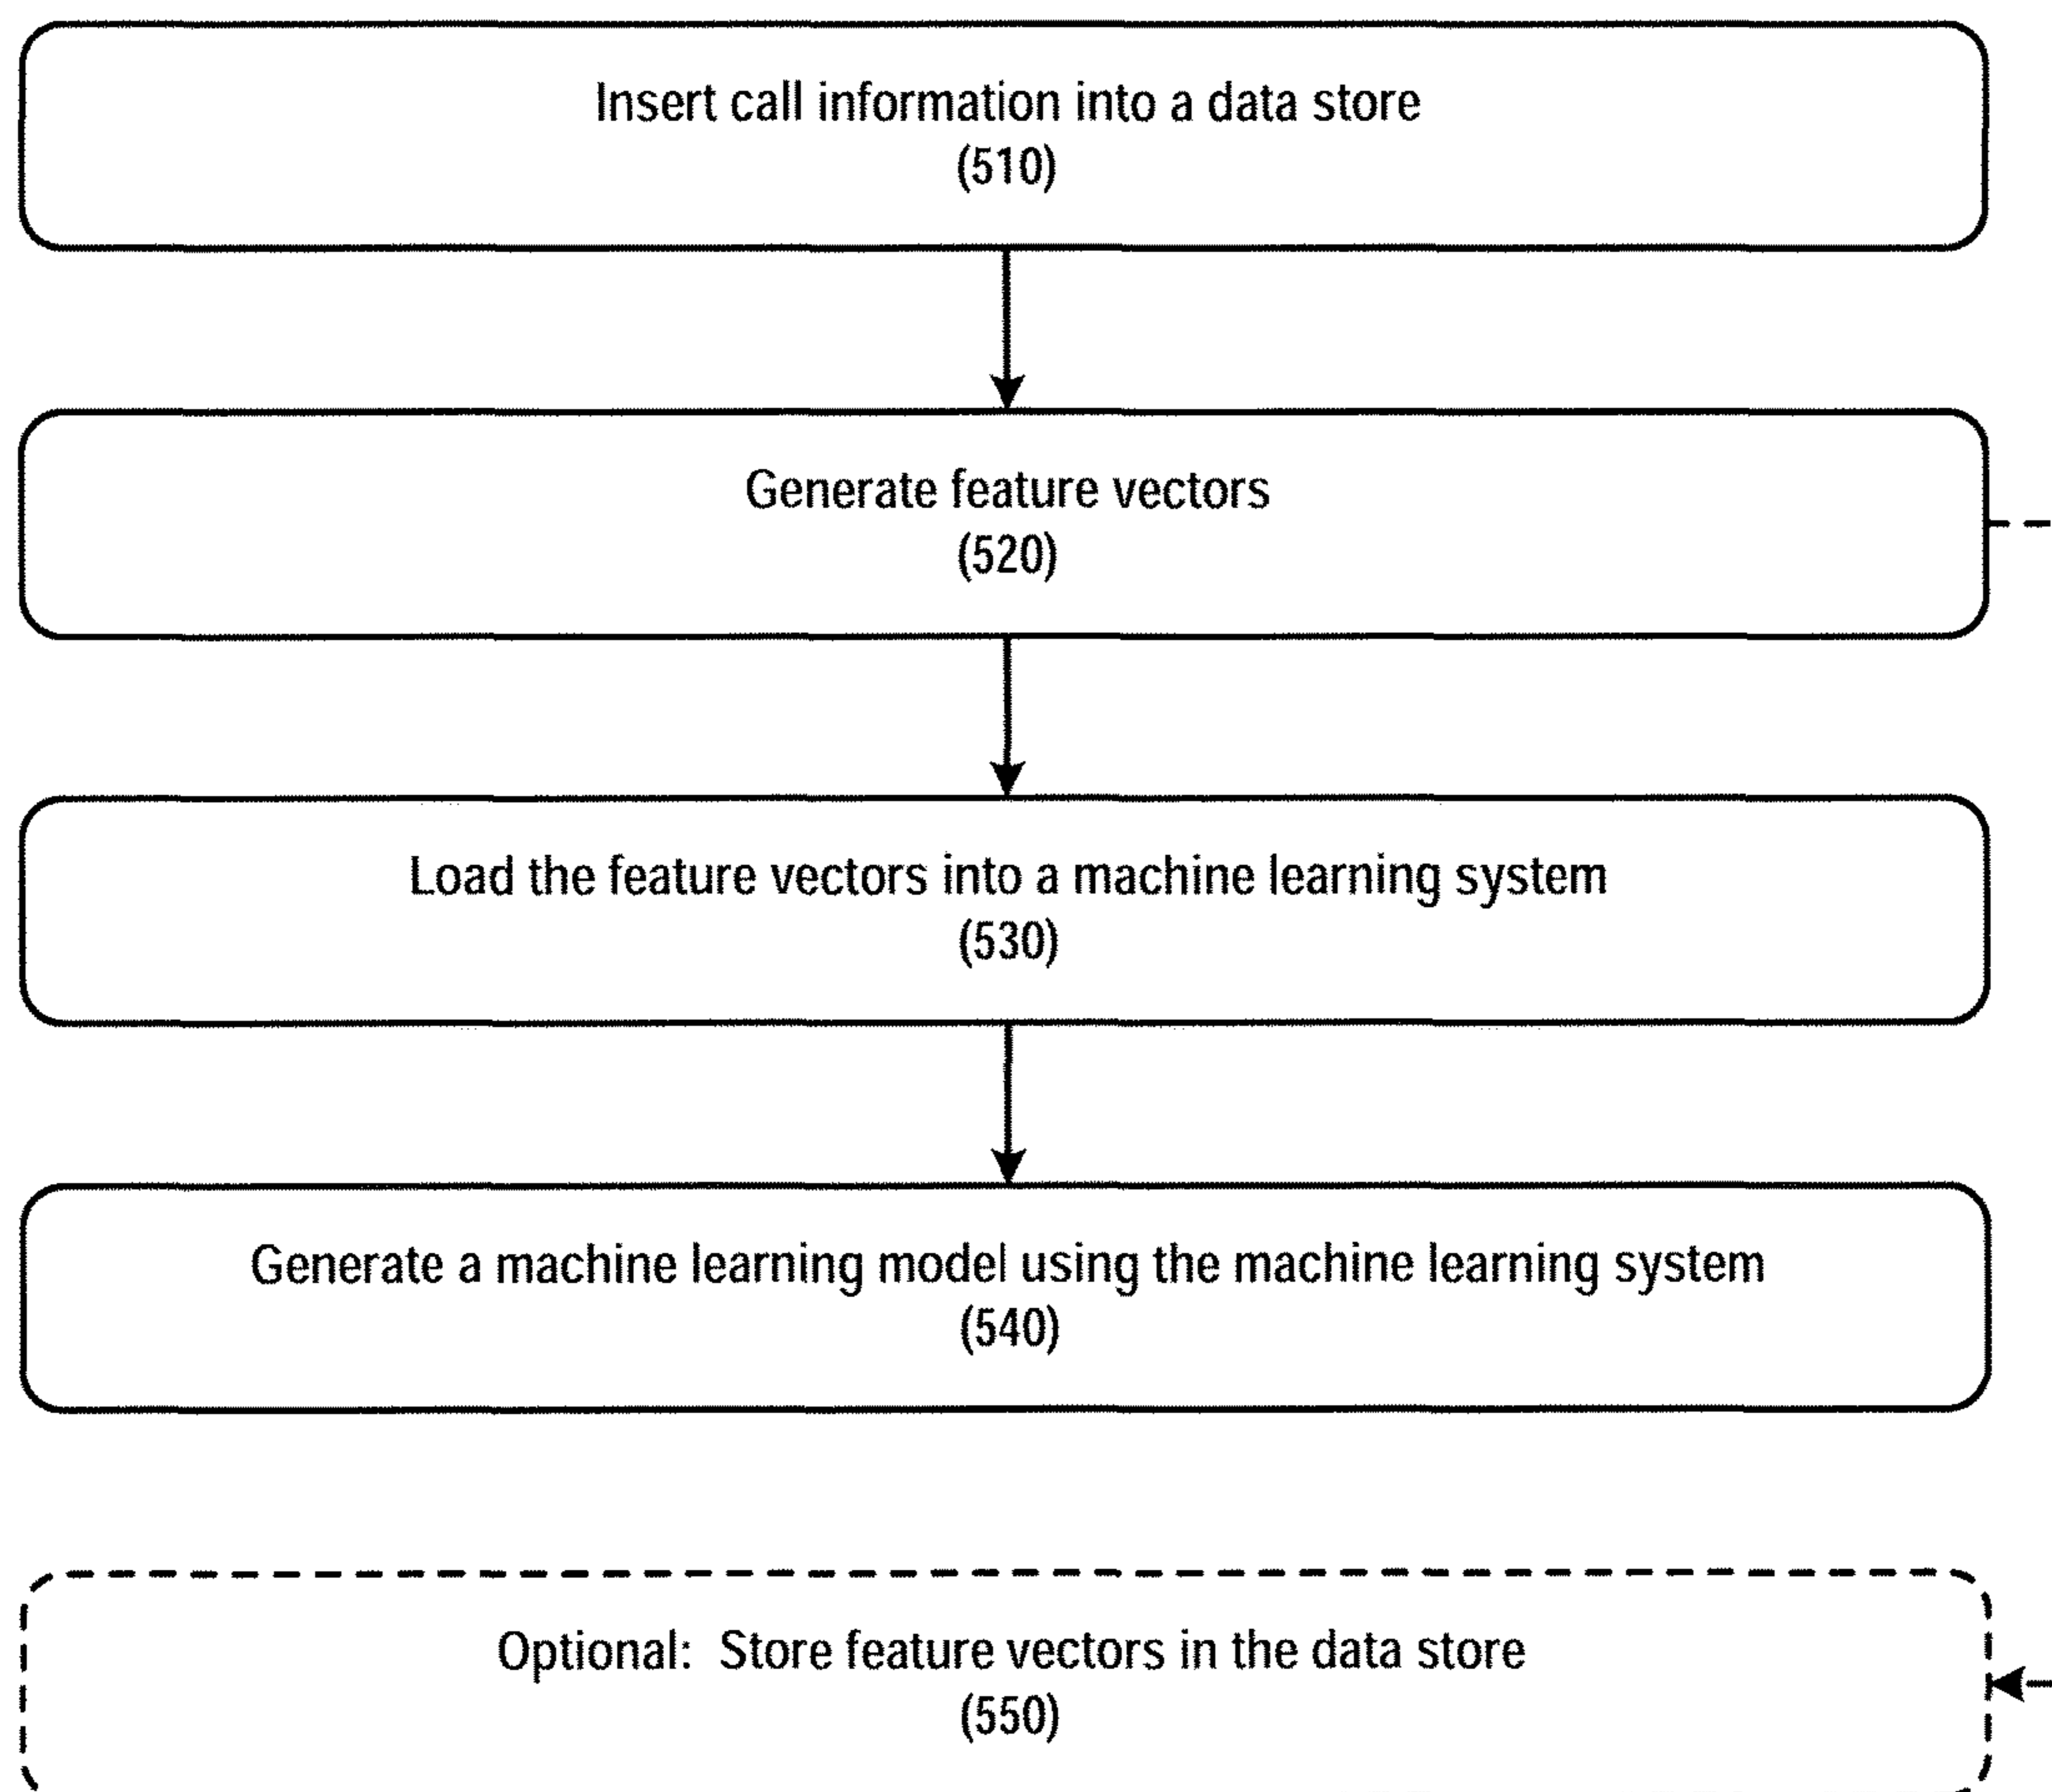 Insert call information into a data store
(510)
Generate feature vectors
(520)
Load the feature vectors into a machine learning system
(530)
Generate a machine learning model using the machine learning system
(540)
Optional: Store feature vectors in the data store
(550)